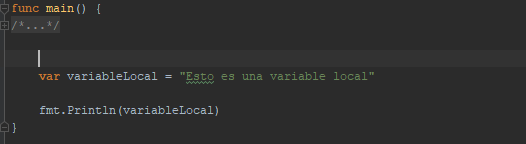 func main() {
/*...*/
var variableLocal = "Esto es una variable local"
fmt.Println(variableLocal)
}